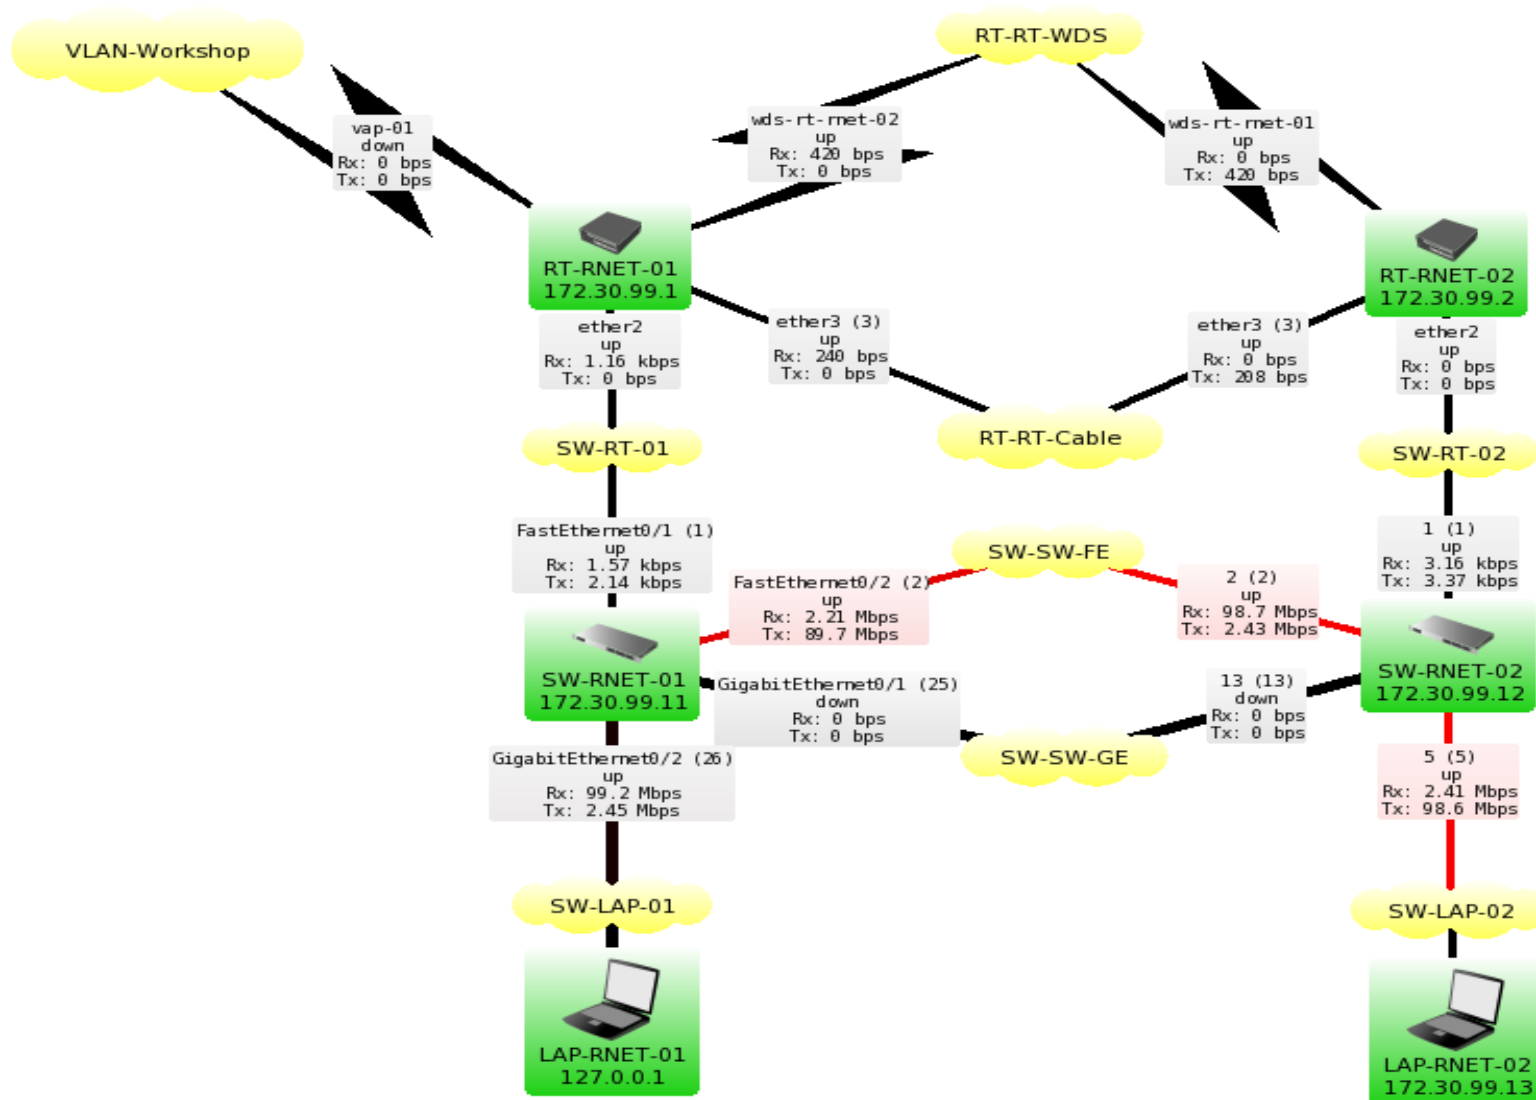 VLAN-Workshop
RT-RT-WDS
vap-01
down
Rx: 0 bps
Tx: 0 bps
wds-rt-rnet-02
up
Rx: 420 bps
Tx: 0 bps
wds-rt-rnet-01
up
Rx: 0 bps
Tx: 420 bps
RT-RNET-01
172.30.99.1
RT-RNET-02
172.30.99.2
ether2
up
Rx: 1.16 kbps
Tx: 0 bps
ether3 (3)
up
Rx: 240 bps
Tx: 0 bps
ether3 (3)
up
Rx: 0 bps
Tx: 208 bps
ether2
up
Rx: 0 bps
Tx: 0 bps
SW-RT-01
RT-RT-Cable
SW-RT-02
FastEthernet0/1 (1)
up
Rx: 1.57 kbps
Tx: 2.14 kbps
SW-SW-FE
1 (1)
up
Rx: 3.16 kbps
Tx: 3.37 kbps
FastEthernet0/2 (2)
up
Rx: 2.21 Mbps
Tx: 89.7 Mbps
2 (2)
up
Rx: 98.7 Mbps
Tx: 2.43 Mbps
SW-RNET-01
172.30.99.11
SW-RNET-02
172.30.99.12
GigabitEthernet0/1 (25)
down
Rx: 0 bps
Tx: 0 bps
13 (13)
down
Rx: 0 bps
Tx: 0 bps
SW-SW-GE
GigabitEthernet0/2 (26)
up
Rx: 99.2 Mbps
Tx: 2.45 Mbps
5 (5)
up
Rx: 2.41 Mbps
Tx: 98.6 Mbps
SW-LAP-01
SW-LAP-02
LAP-RNET-01
127.0.0.1
LAP-RNET-02
172.30.99.13